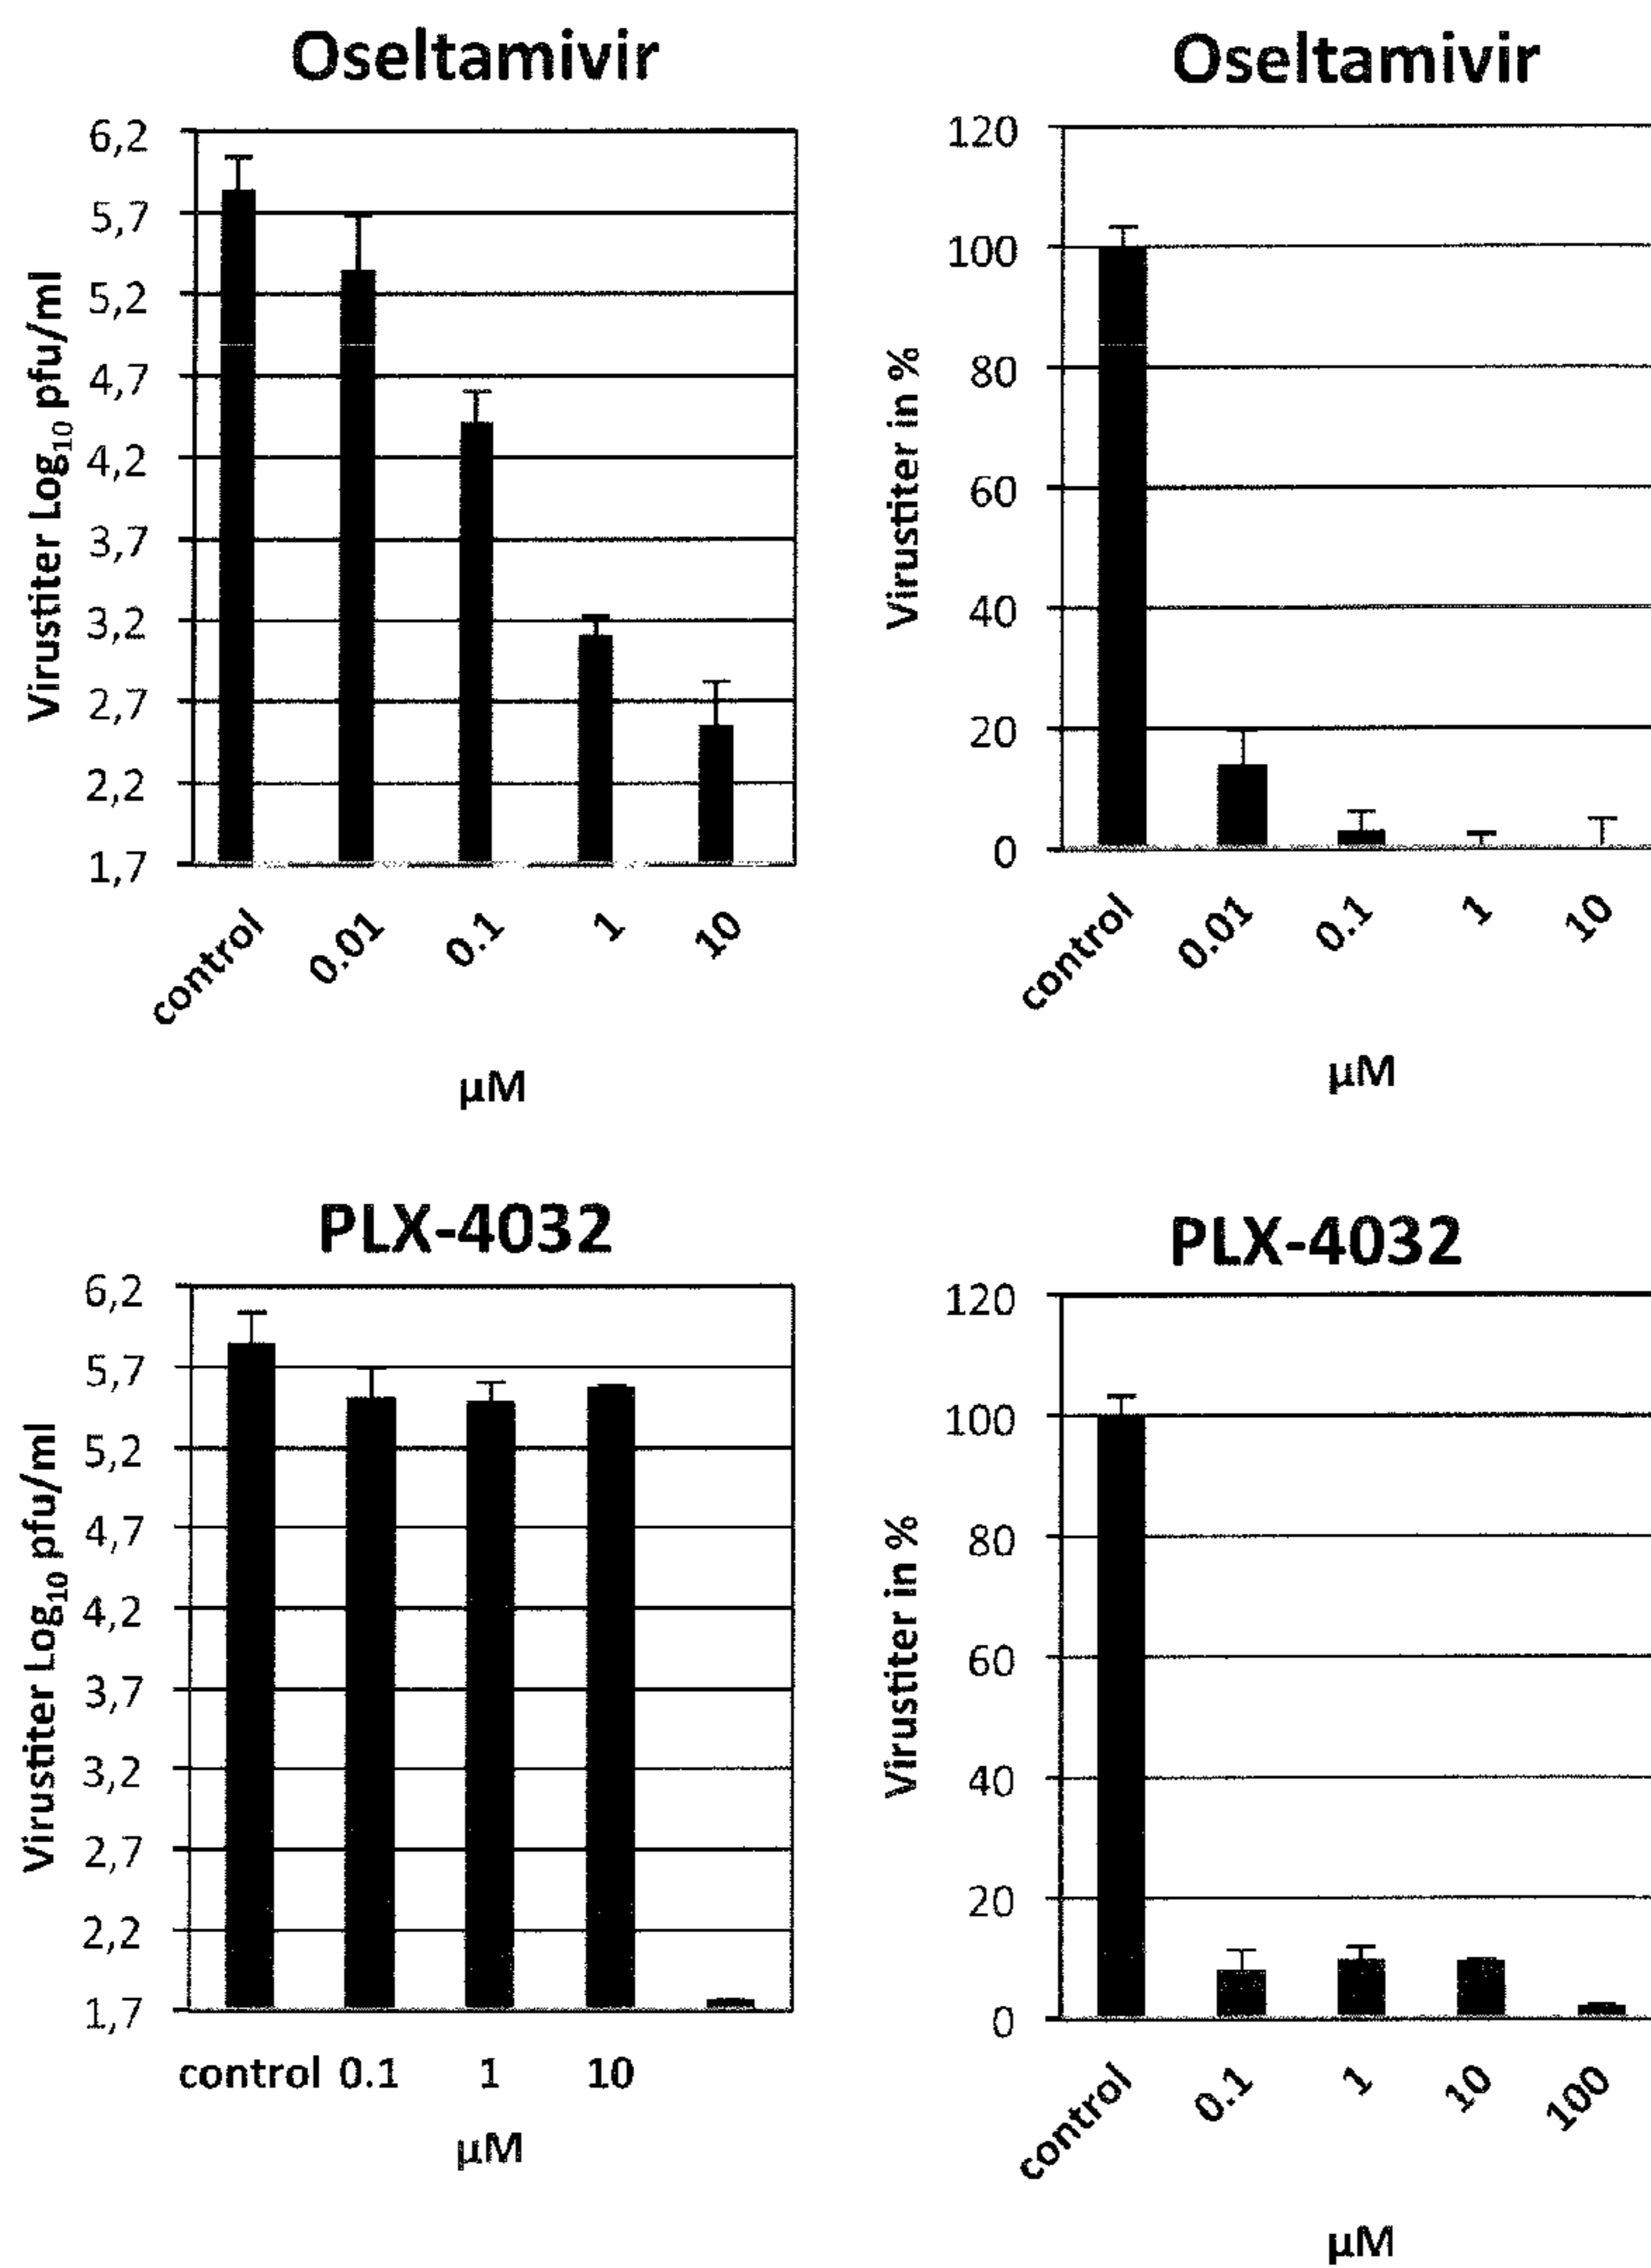 Oseltamivir
Virustiter Log10 pfu/ml
6,2
5,7
5,2
4,7
4,2
3,7
3,2
2,7
2,2
1,7
control 0.01 0.1 1 10
µM
Oseltamivir
Virustiter in %
120
100
80
60
40
20
0
control 0.01 0.1 1 10
µM
PLX-4032
Virustiter Log10 pfu/ml
6,2
5,7
5,2
4,7
4,2
3,7
3,2
2,7
2,2
1,7
control 0.1 1 10
µM
PLX-4032
Virustiter in %
120
100
80
60
40
20
0
control 0.1 1 10 100
µM